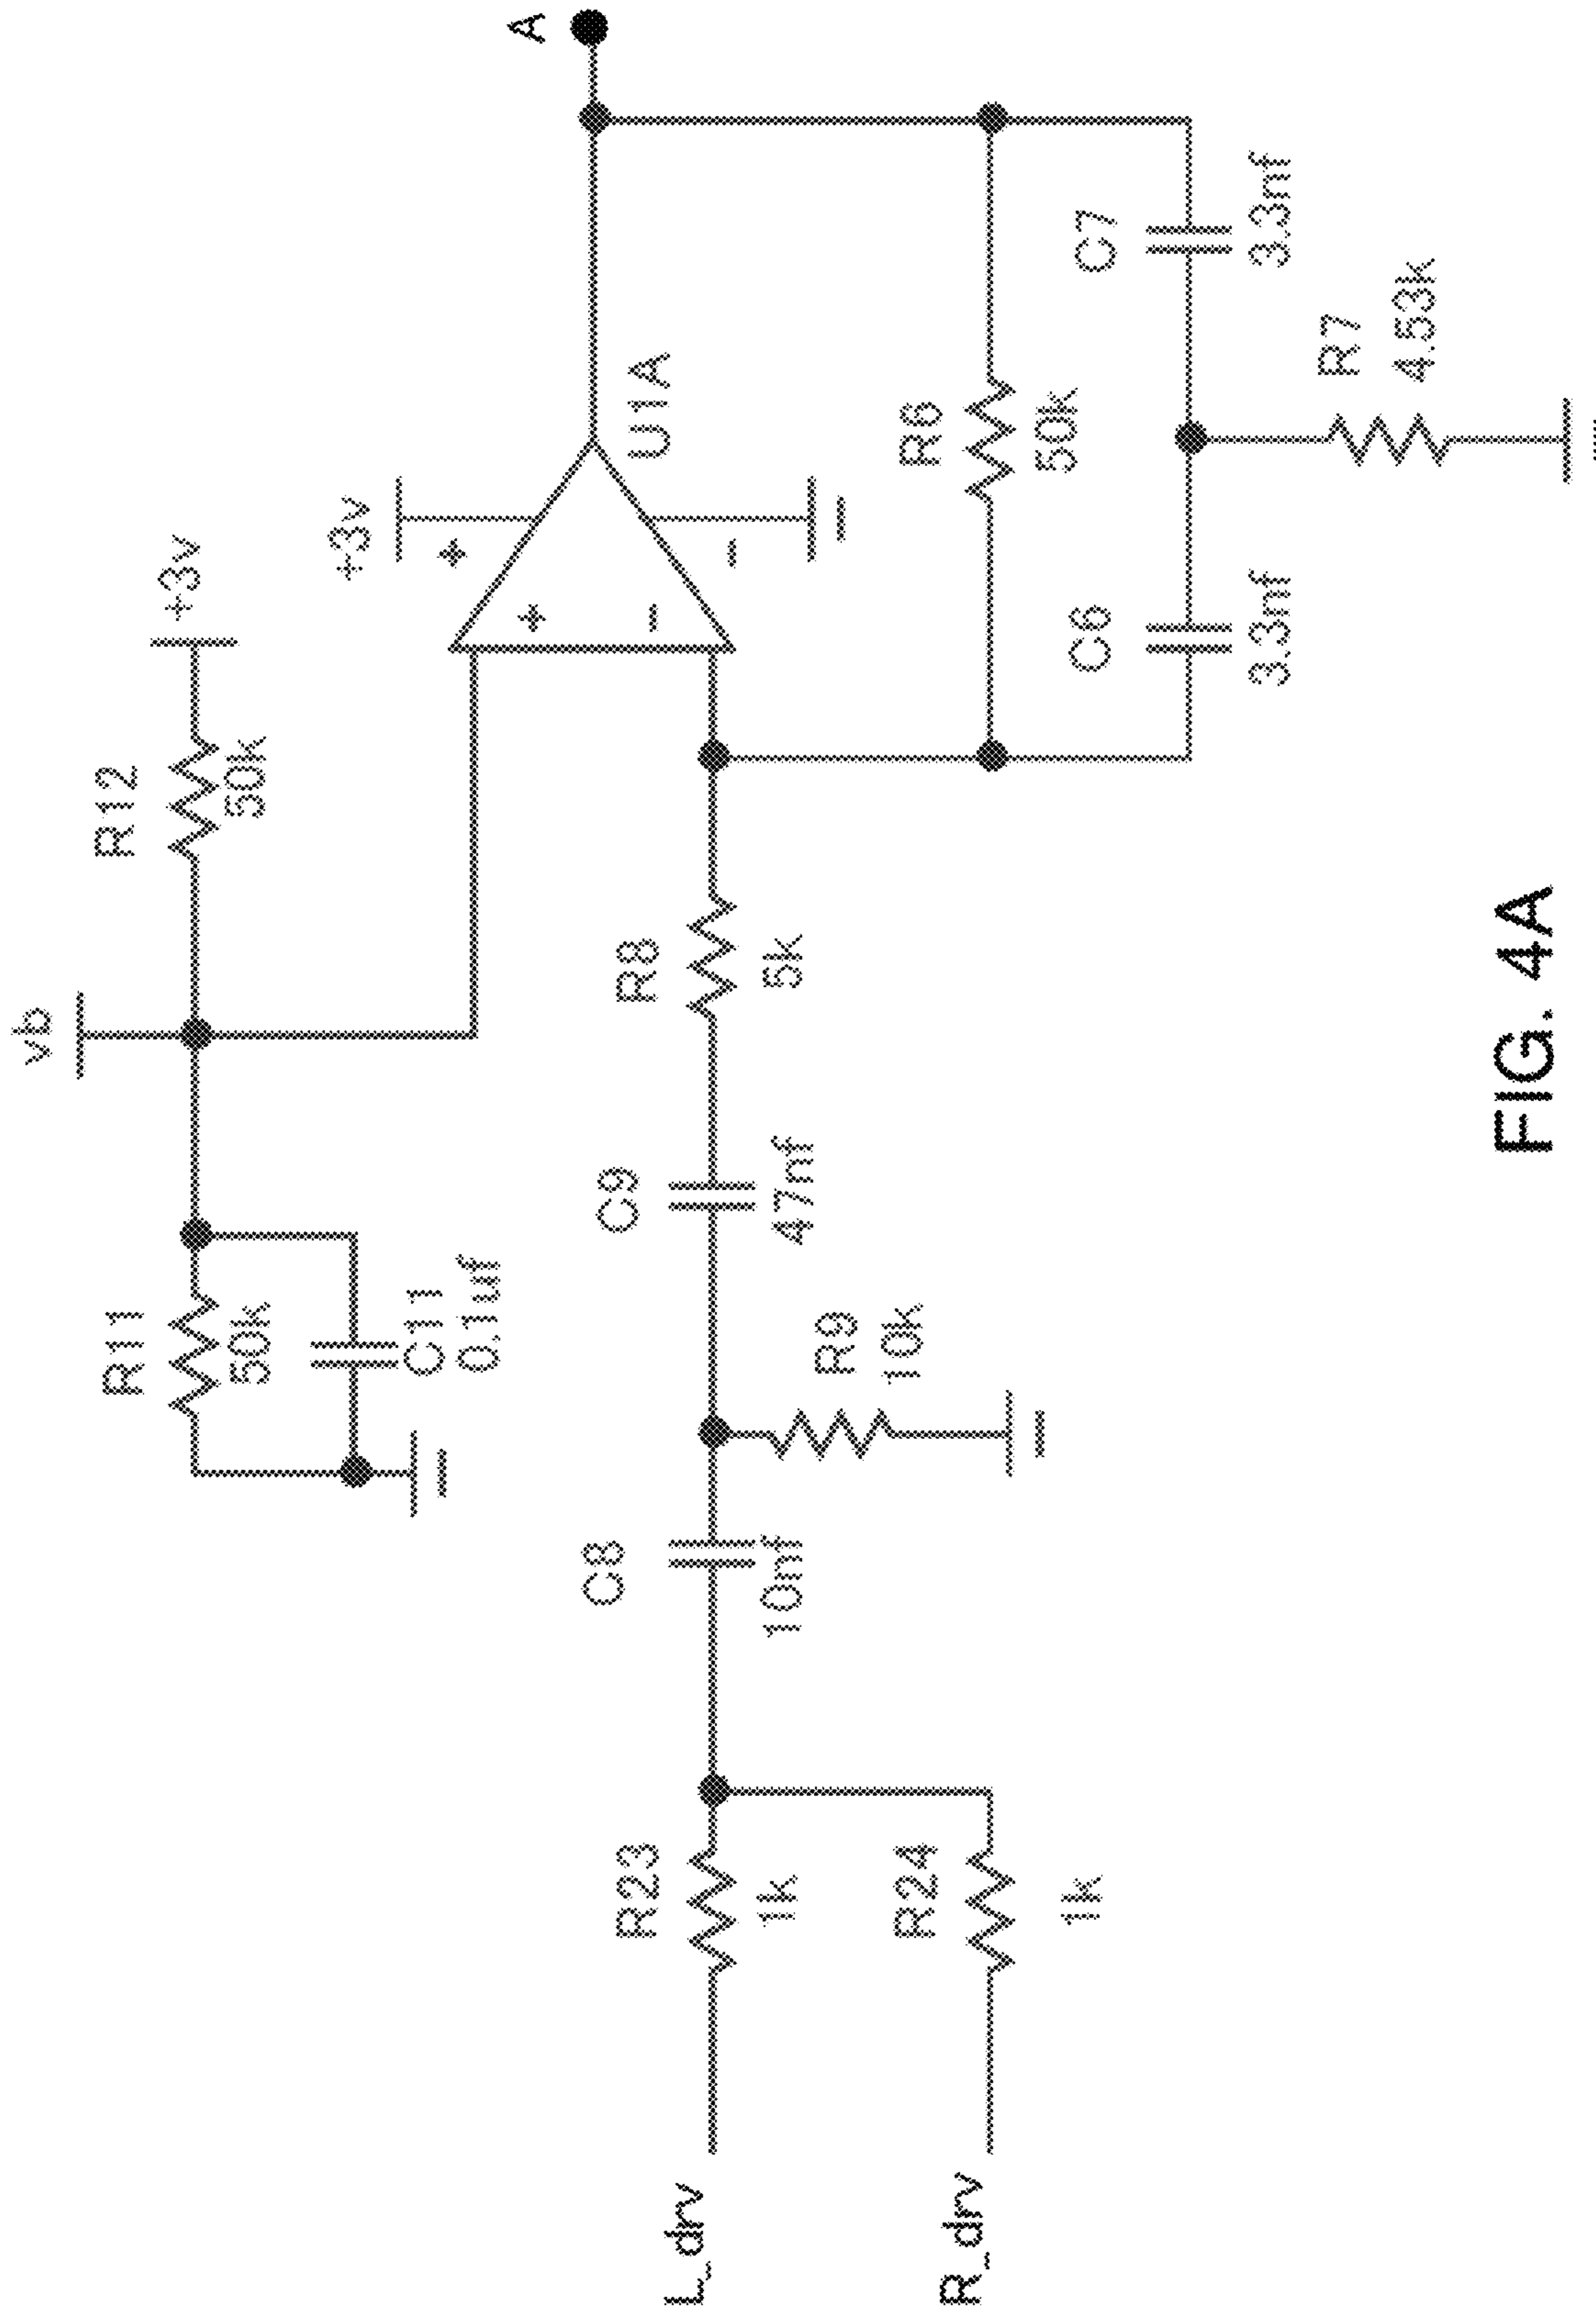 vb
R12
50k
+3v
R11
50k
C11
0.1uf
+3v
+
+
-
-
U1A
A
L_drv
R23
1k
C8
10nf
C9
47nf
R8
5k
R9
10k
R_drv
R24
1k
R6
50k
C6
3.3nf
C7
3.3nf
R7
4.53k
FIG. 4A